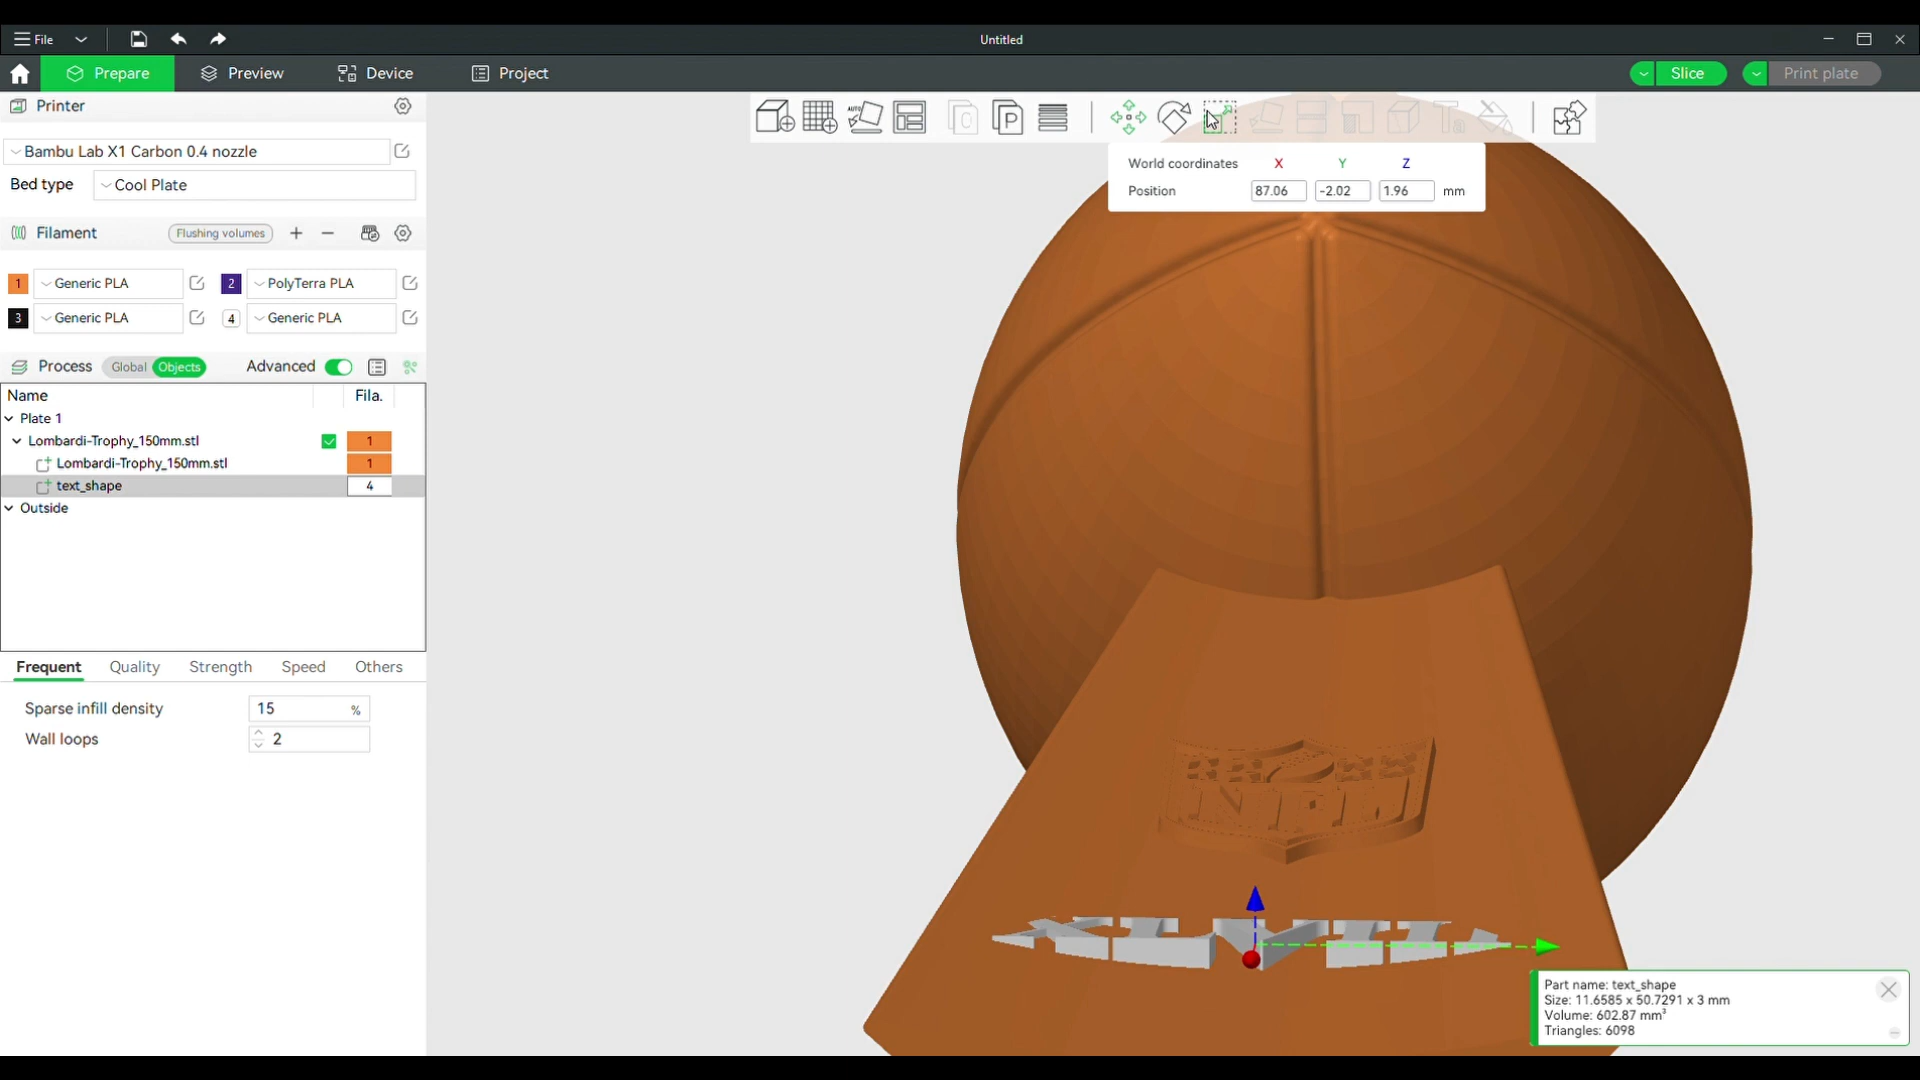 File
Untitled
Prepare
Preview
Device
Project
Slice
Print plate
Printer
Bambu Lab X1 Carbon 0.4 nozzle
Bed type
Cool Plate
Filament
Flushing volumes
1 Generic PLA
2 PolyTerra PLA
3 Generic PLA
4 Generic PLA
Process
Global
Objects
Advanced
Name
Fila.
Plate 1
Lombardi-Trophy_150mm.stl
1
Lombardi-Trophy_150mm.stl
1
text_shape
4
Outside
Frequent
Quality
Strength
Speed
Others
Sparse infill density
15
%
Wall loops
2
AUTO
C
P
World coordinates
X
Y
Z
Position
87.06
-2.02
1.96
mm
Part name: text_shape
Size: 11.6585 x 50.7291 x 3 mm
Volume: 602.87 mm³
Triangles: 6098